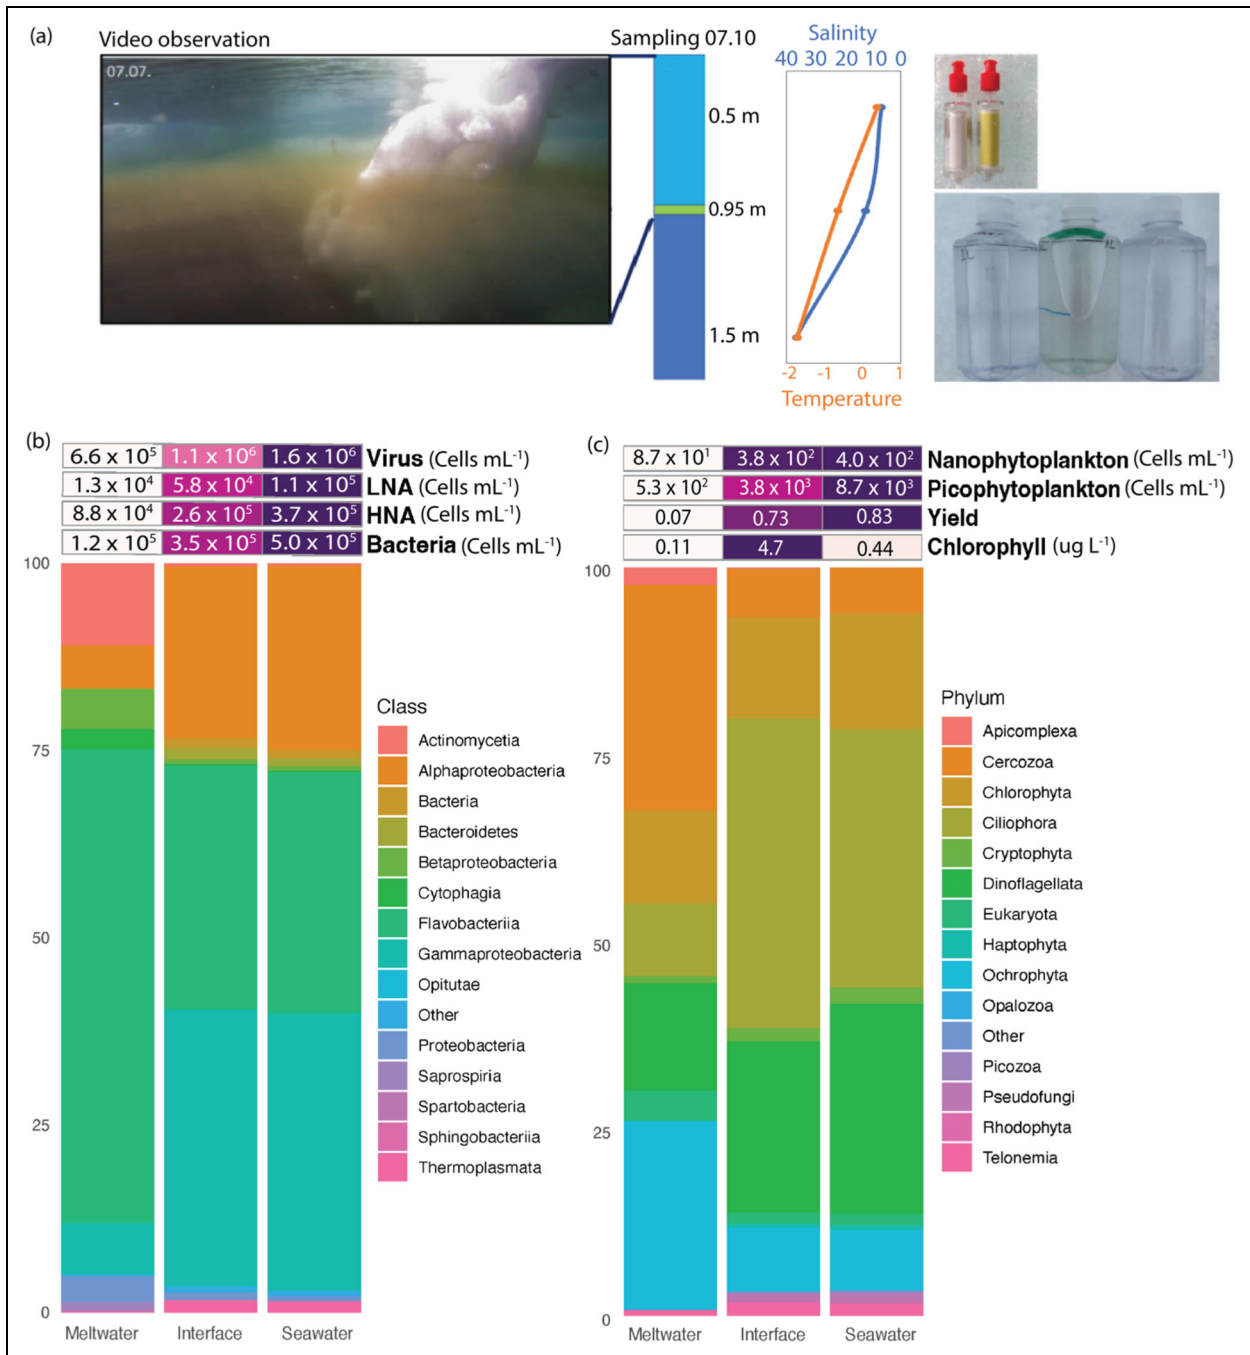 (a)
Video observation
07.07.
Sampling 07.10
0.5 m
0.95 m
1.5 m
Salinity
40 30 20 10 0
-2 -1 0 1
Temperature
1L
1L
(b)
6.6 x 10⁵ 1.1 x 10⁶ 1.6 x 10⁶ Virus (Cells mL⁻¹)
1.3 x 10⁴ 5.8 x 10⁴ 1.1 x 10⁵ LNA (Cells mL⁻¹)
8.8 x 10⁴ 2.6 x 10⁵ 3.7 x 10⁵ HNA (Cells mL⁻¹)
1.2 x 10⁵ 3.5 x 10⁵ 5.0 x 10⁵ Bacteria (Cells mL⁻¹)
100
75
50
25
0
Meltwater Interface Seawater
Class
Actinomycetia
Alphaproteobacteria
Bacteria
Bacteroidetes
Betaproteobacteria
Cytophagia
Flavobacteriia
Gammaproteobacteria
Opitutae
Other
Proteobacteria
Saprospiria
Spartobacteria
Sphingobacteriia
Thermoplasmata
(c)
8.7 x 10¹ 3.8 x 10² 4.0 x 10² Nanophytoplankton (Cells mL⁻¹)
5.3 x 10² 3.8 x 10³ 8.7 x 10³ Picophytoplankton (Cells mL⁻¹)
0.07 0.73 0.83 Yield
0.11 4.7 0.44 Chlorophyll (ug L⁻¹)
100
75
50
25
0
Meltwater Interface Seawater
Phylum
Apicomplexa
Cercozoa
Chlorophyta
Ciliophora
Cryptophyta
Dinoflagellata
Eukaryota
Haptophyta
Ochrophyta
Opalozoa
Other
Picozoa
Pseudofungi
Rhodophyta
Telonemia